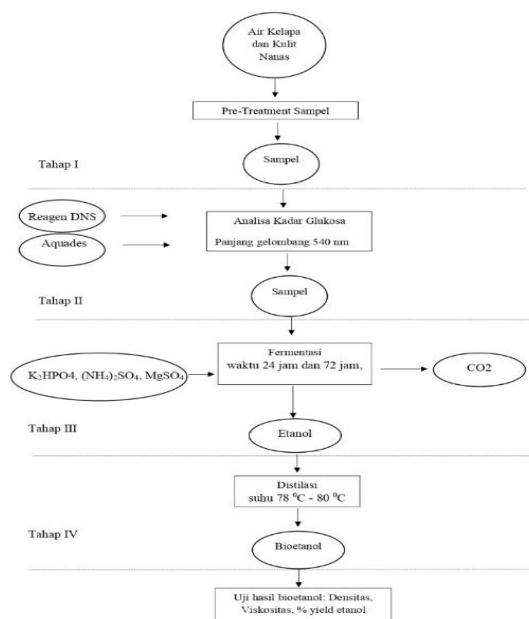 Air Kelapa
dan Kulit
Nanas
Pre-Treatment Sampel
Sampel
Tahap I
Reagen DNS
Aquades
Analisa Kadar Glukosa
Panjang gelombang 540 nm
Sampel
Tahap II
Fermentasi
waktu 24 jam dan 72 jam,
K₂HPO4, (NH₄)₂SO₄, MgSO₄
CO2
Etanol
Tahap III
Distilasi
suhu 78 ⁰C - 80 ⁰C
Bioetanol
Tahap IV
Uji hasil bioetanol: Densitas,
Viskositas, % yield etanol